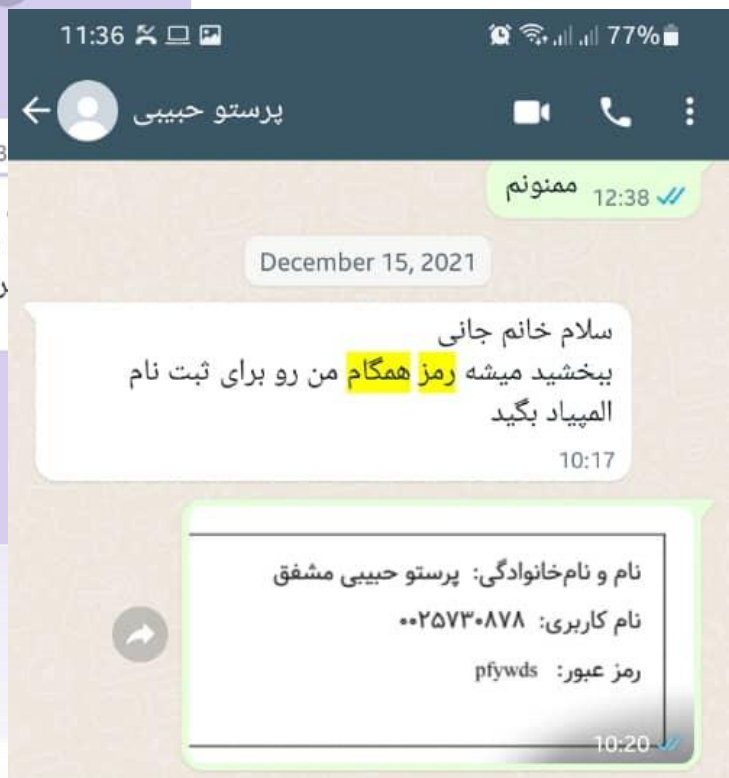 11:36
77%
پرستو حبیبی
ممنونم
12:38
December 15, 2021
سلام خانم جانی
ببخشید میشه رمز همگام من رو برای ثبت نام
المپیاد بگید
10:17
نام و نام‌خانوادگی: پرستو حبیبی مشفق
نام کاربری: ۰۰۲۵۷۳۰۸۷۸
رمز عبور: pfywds
10:20